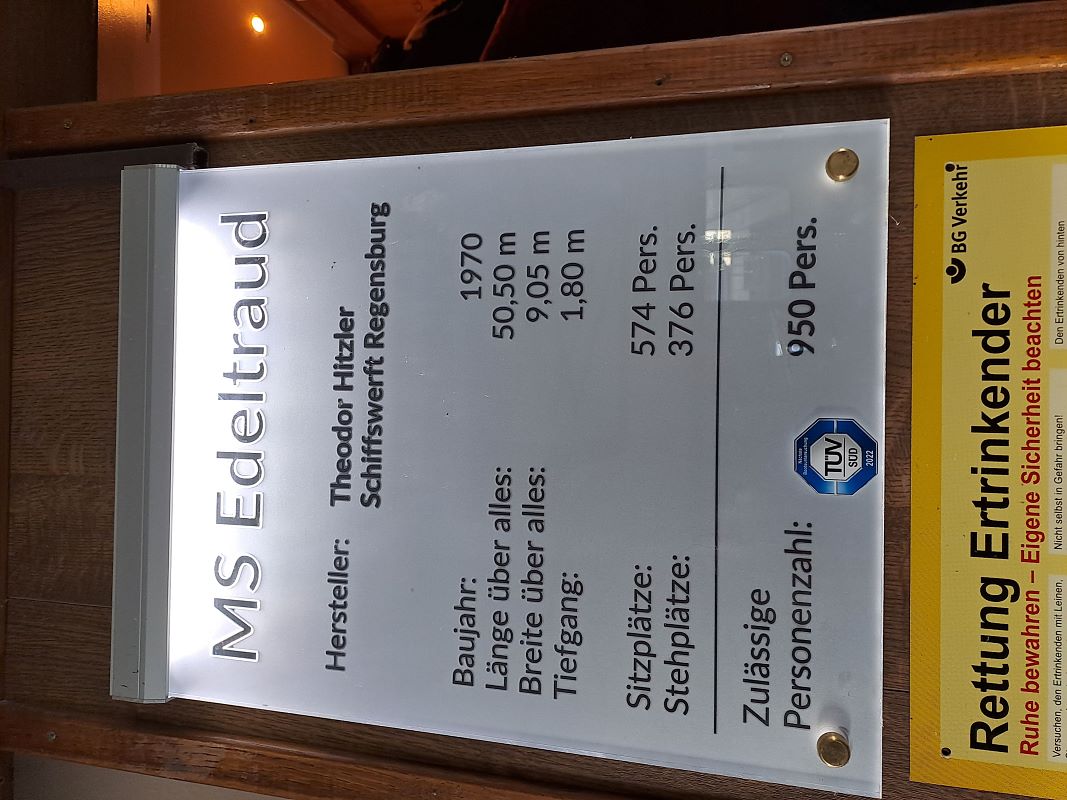 MS Edeltraud
Hersteller: Theodor Hitzler
Schiffswerft Regensburg
Baujahr: 1970
Länge über alles: 50,50 m
Breite über alles: 9,05 m
Tiefgang: 1,80 m
Sitzplätze: 574 Pers.
Stehplätze: 376 Pers.
Zulässige
Personenzahl: 950 Pers.
TÜV
SÜD
2022
BG Verkehr
Rettung Ertrinkender
Ruhe bewahren – Eigene Sicherheit beachten
Versuchen, den Ertrinkenden mit Leinen,
Nicht selbst in Gefahr bringen!
Den Ertrinkenden von hinten